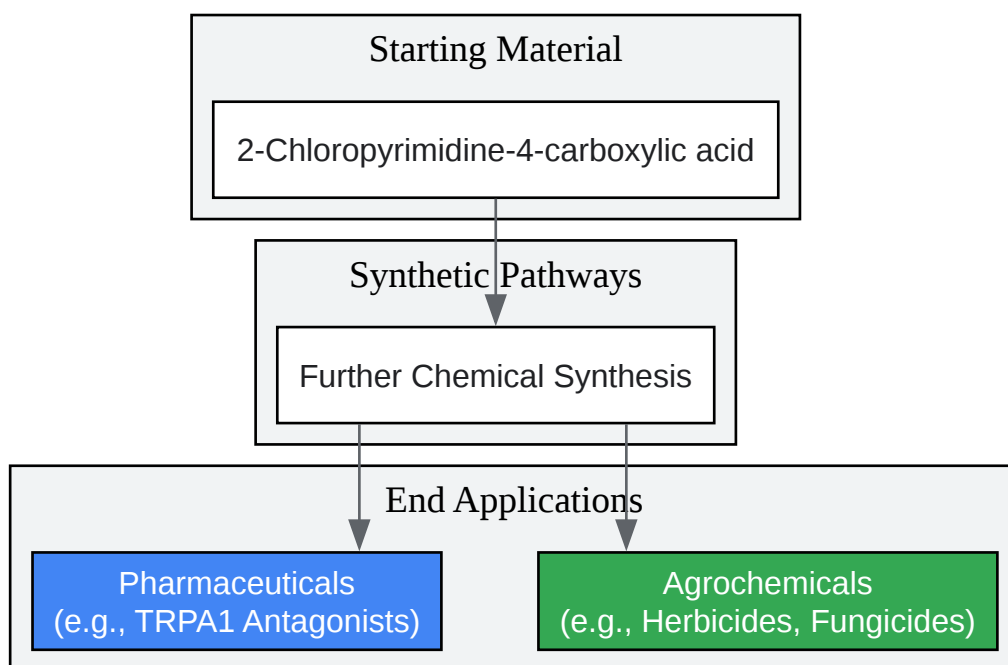 Starting Material
2-Chloropyrimidine-4-carboxylic acid
Synthetic Pathways
Further Chemical Synthesis
End Applications
Pharmaceuticals
(e.g., TRPA1 Antagonists)
Agrochemicals
(e.g., Herbicides, Fungicides)